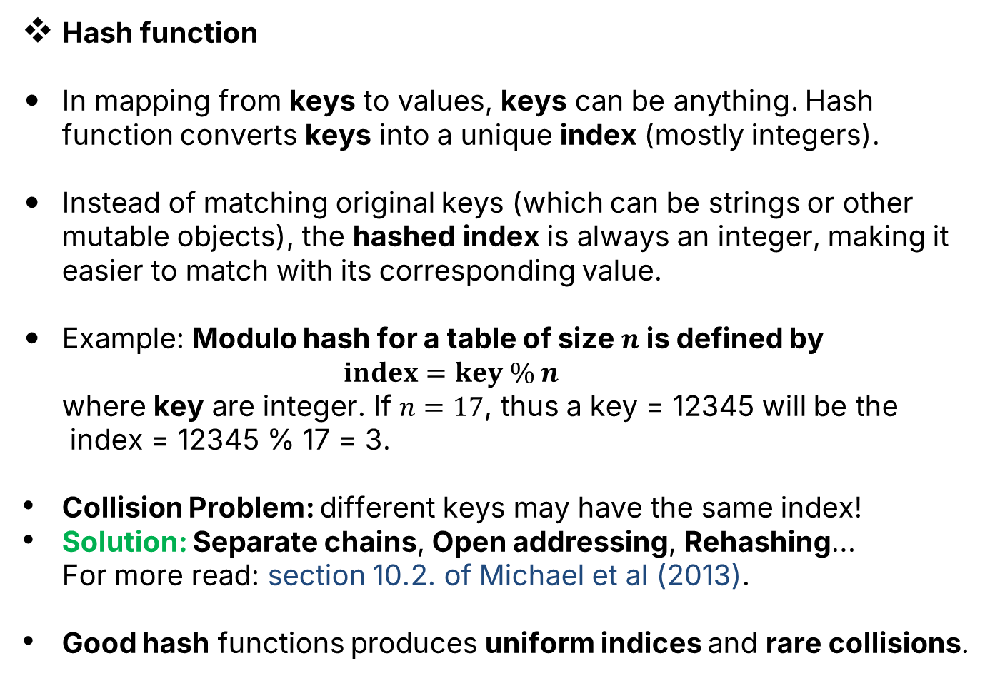 ❖ Hash function
• In mapping from keys to values, keys can be anything. Hash
function converts keys into a unique index (mostly integers).
• Instead of matching original keys (which can be strings or other
mutable objects), the hashed index is always an integer, making it
easier to match with its corresponding value.
• Example: Modulo hash for a table of size n is defined by
index = key % n
where key are integer. If n = 17, thus a key = 12345 will be the
index = 12345 % 17 = 3.
• Collision Problem: different keys may have the same index!
• Solution: Separate chains, Open addressing, Rehashing...
For more read: section 10.2. of Michael et al (2013).
• Good hash functions produces uniform indices and rare collisions.